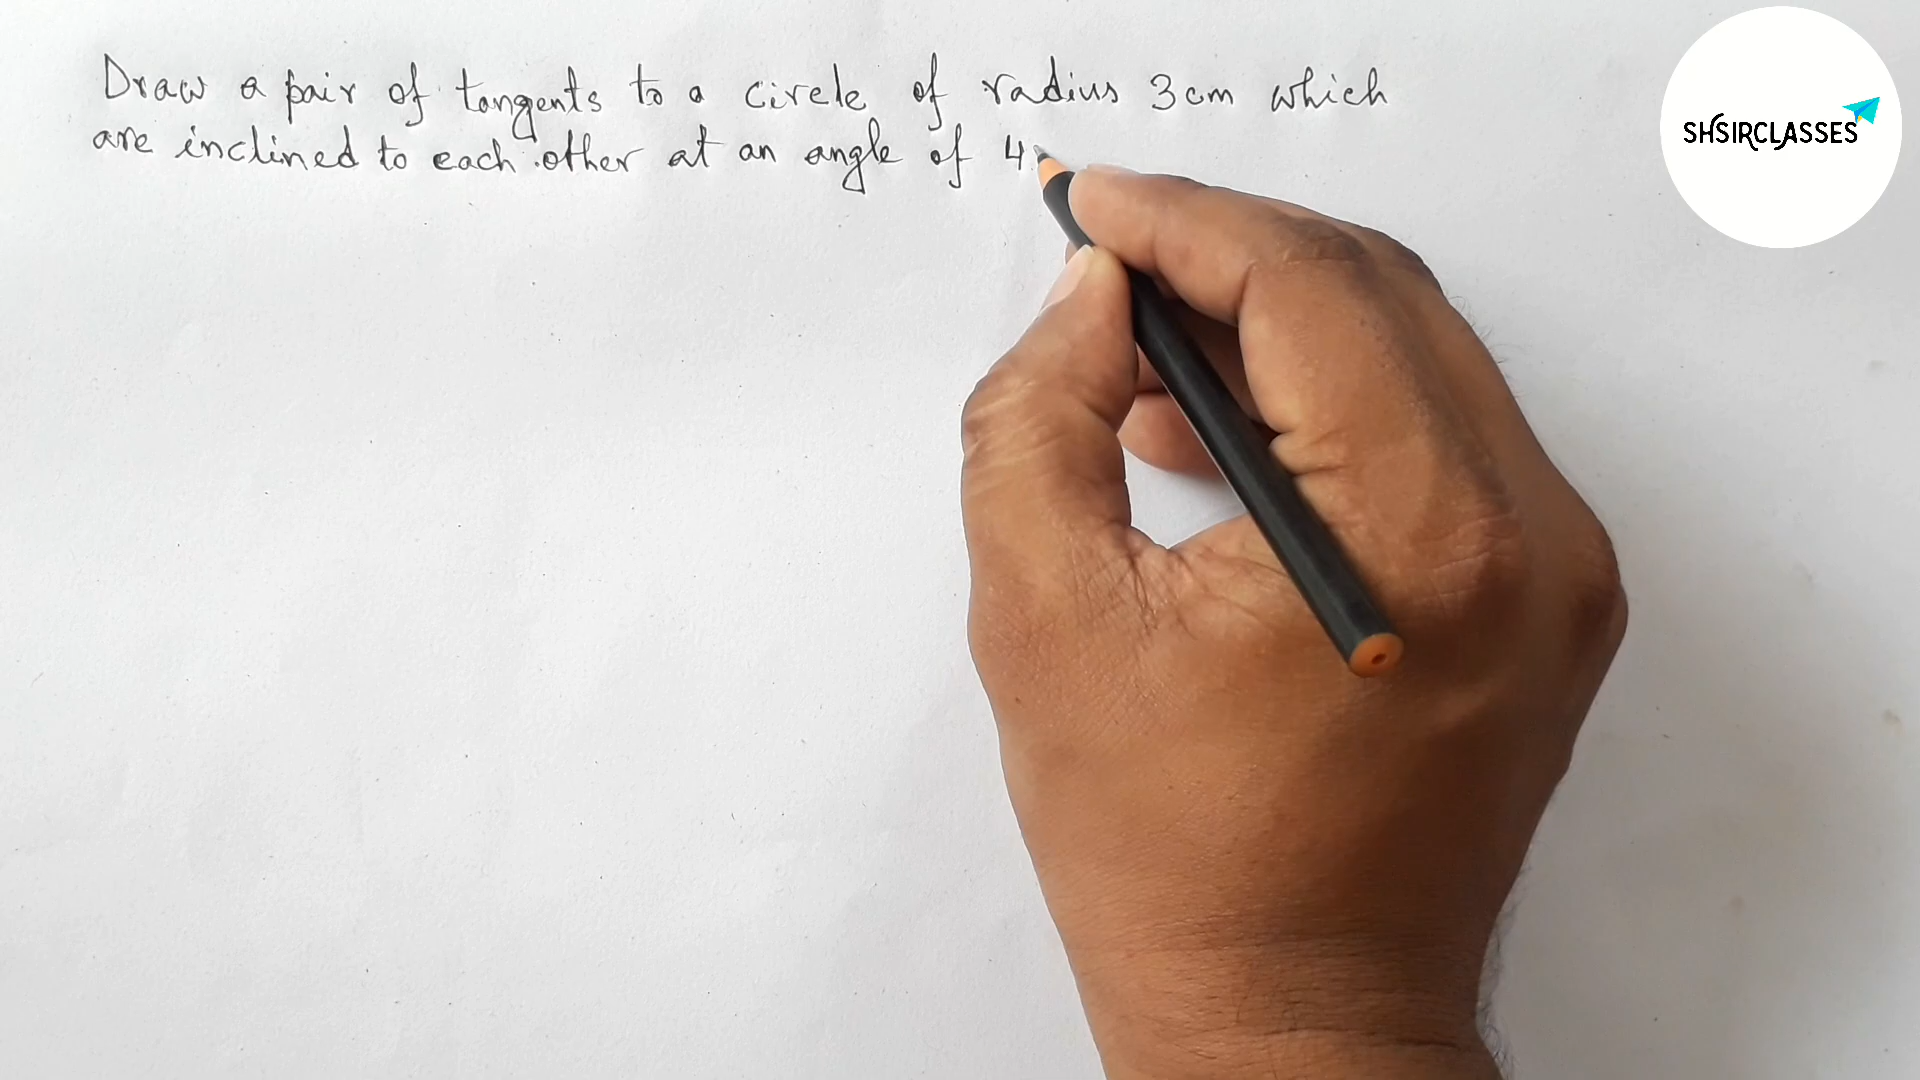 Draw a pair of tangents to a circle of radius 3cm which
are inclined to each other at an angle of 4
SHSIRCLASSES